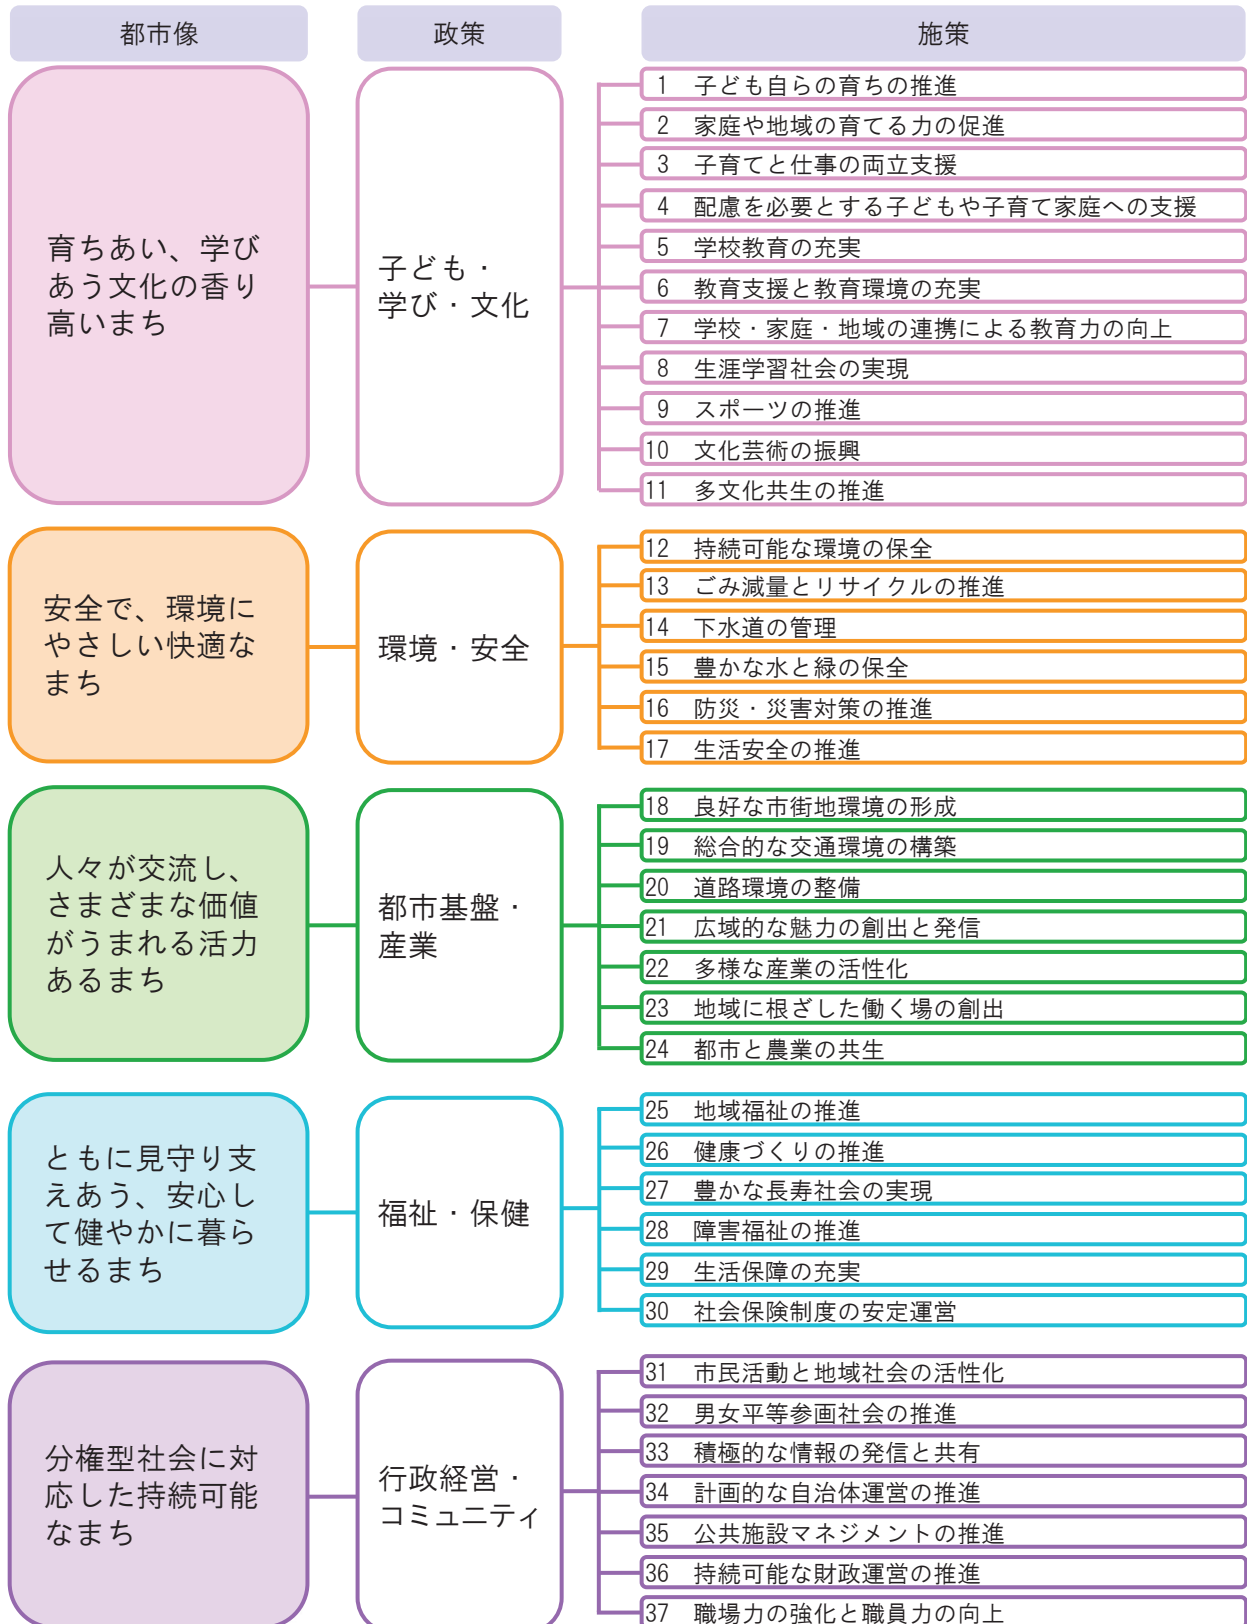 都市像
政策
施策
育ちあい、学び
あう文化の香り
高いまち
子ども・
学び・文化
1 子ども自らの育ちの推進
2 家庭や地域の育てる力の促進
3 子育てと仕事の両立支援
4 配慮を必要とする子どもや子育て家庭への支援
5 学校教育の充実
6 教育支援と教育環境の充実
7 学校・家庭・地域の連携による教育力の向上
8 生涯学習社会の実現
9 スポーツの推進
10 文化芸術の振興
11 多文化共生の推進
安全で、環境に
やさしい快適な
まち
環境・安全
12 持続可能な環境の保全
13 ごみ減量とリサイクルの推進
14 下水道の管理
15 豊かな水と緑の保全
16 防災・災害対策の推進
17 生活安全の推進
人々が交流し、
さまざまな価値
がうまれる活力
あるまち
都市基盤・
産業
18 良好な市街地環境の形成
19 総合的な交通環境の構築
20 道路環境の整備
21 広域的な魅力の創出と発信
22 多様な産業の活性化
23 地域に根ざした働く場の創出
24 都市と農業の共生
ともに見守り支
えあう、安心し
て健やかに暮ら
せるまち
福祉・保健
25 地域福祉の推進
26 健康づくりの推進
27 豊かな長寿社会の実現
28 障害福祉の推進
29 生活保障の充実
30 社会保険制度の安定運営
分権型社会に対
応した持続可能
なまち
行政経営・
コミュニティ
31 市民活動と地域社会の活性化
32 男女平等参画社会の推進
33 積極的な情報の発信と共有
34 計画的な自治体運営の推進
35 公共施設マネジメントの推進
36 持続可能な財政運営の推進
37 職場力の強化と職員力の向上